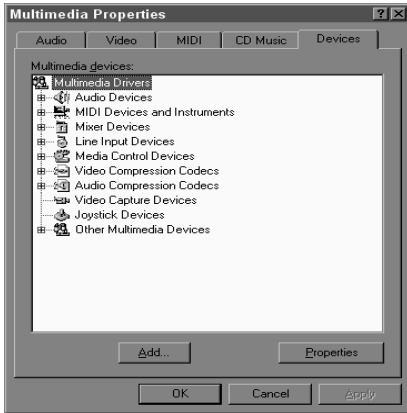 Multimedia Properties
Audio Video MIDI CD Music Devices
Multimedia devices:
Multimedia Drivers
Audio Devices
MIDI Devices and Instruments
Mixer Devices
Line Input Devices
Media Control Devices
Video Compression Codecs
Audio Compression Codecs
Video Capture Devices
Joystick Devices
Other Multimedia Devices
Add... Properties
OK Cancel Apply